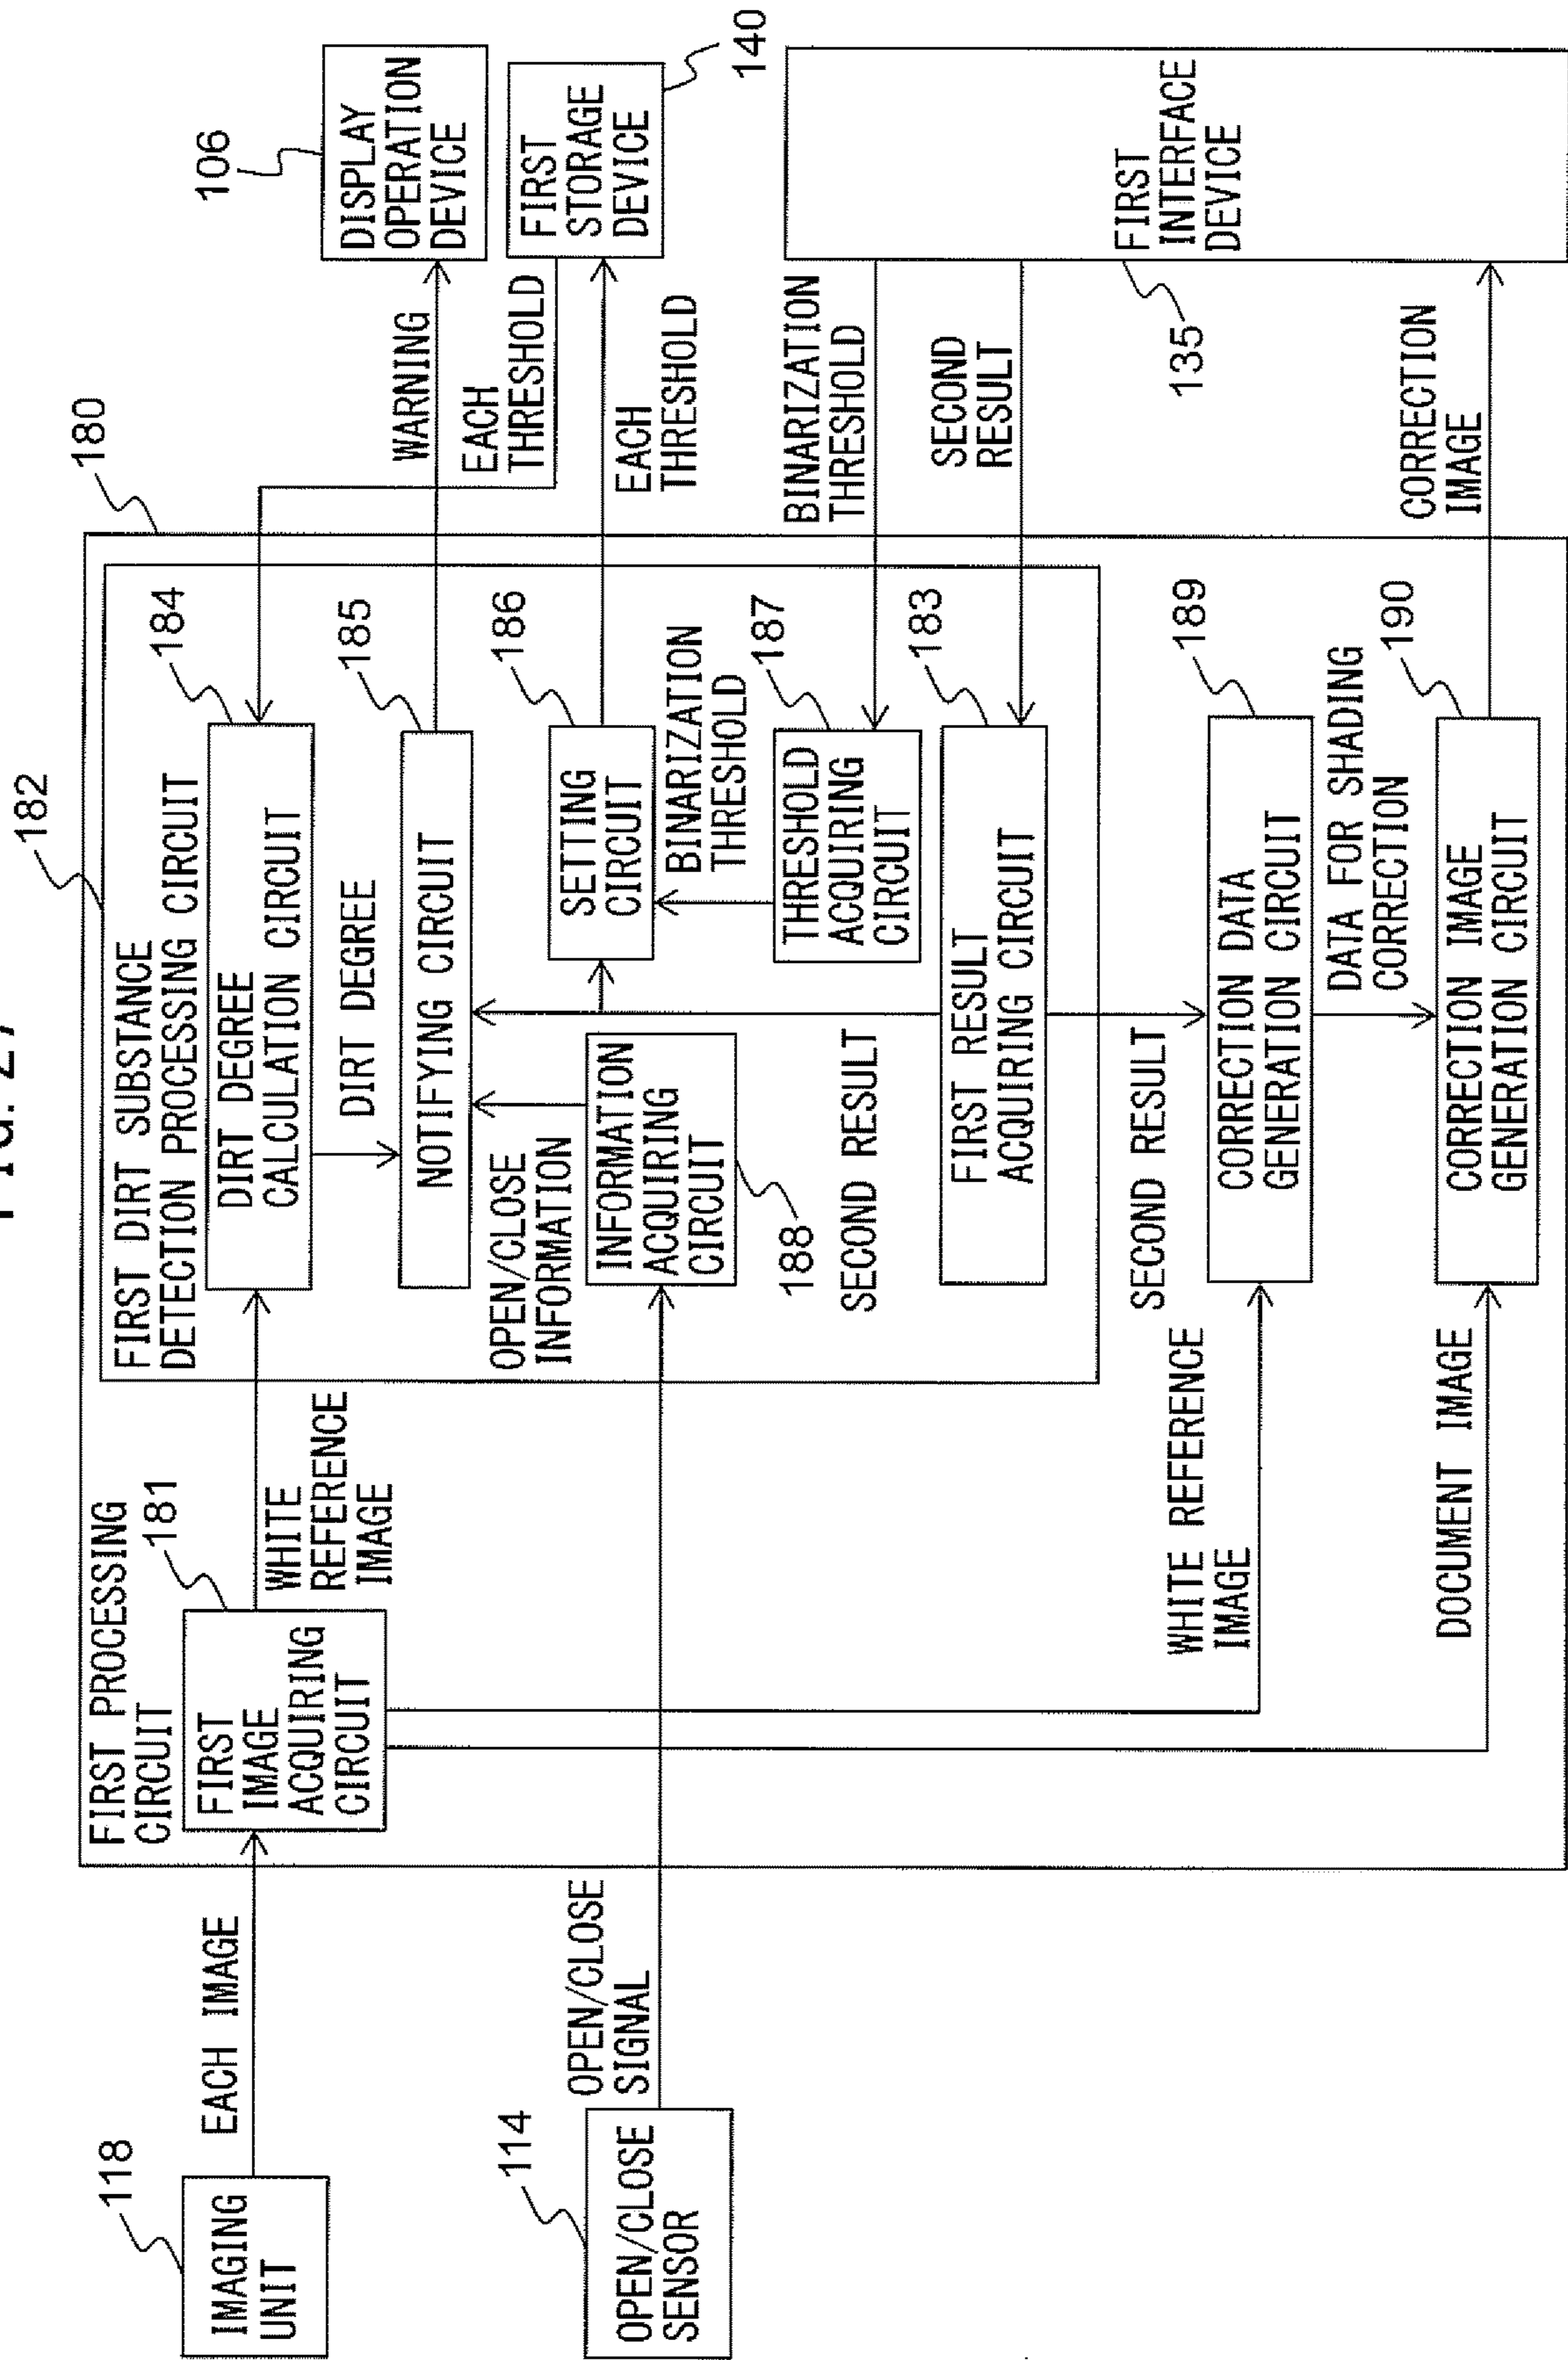 182
180
106
FIRST PROCESSING
CIRCUIT
FIRST DIRT SUBSTANCE
DETECTION PROCESSING CIRCUIT
118
IMAGING
UNIT
EACH IMAGE
181
FIRST
IMAGE
ACQUIRING
CIRCUIT
WHITE
REFERENCE
IMAGE
184
DIRT DEGREE
CALCULATION CIRCUIT
DIRT DEGREE
185
NOTIFYING CIRCUIT
WARNING
DISPLAY
OPERATION
DEVICE
EACH
THRESHOLD
FIRST
STORAGE
DEVICE
140
114
OPEN/CLOSE
SENSOR
OPEN/CLOSE
SIGNAL
OPEN/CLOSE
INFORMATION
INFORMATION
ACQUIRING
CIRCUIT
188
186
SETTING
CIRCUIT
EACH
THRESHOLD
BINARIZATION
THRESHOLD
187
THRESHOLD
ACQUIRING
CIRCUIT
BINARIZATION
THRESHOLD
SECOND RESULT
183
FIRST RESULT
ACQUIRING CIRCUIT
SECOND
RESULT
FIRST
INTERFACE
DEVICE
135
SECOND RESULT
WHITE REFERENCE
IMAGE
189
CORRECTION DATA
GENERATION CIRCUIT
DATA FOR SHADING
CORRECTION
DOCUMENT IMAGE
190
CORRECTION IMAGE
GENERATION CIRCUIT
CORRECTION
IMAGE